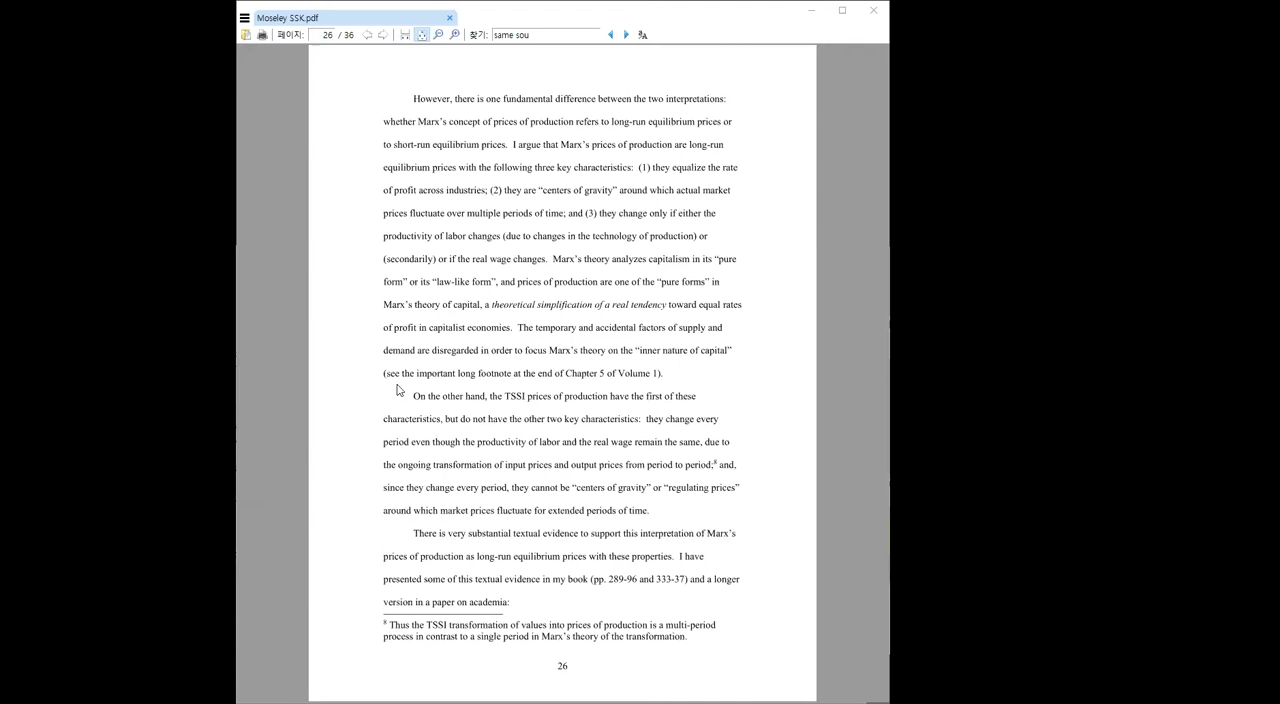 Moseley SSK.pdf
페이지: 26 / 36 찾기: same sou
However, there is one fundamental difference between the two interpretations:
whether Marx’s concept of prices of production refers to long-run equilibrium prices or
to short-run equilibrium prices.  I argue that Marx’s prices of production are long-run
equilibrium prices with the following three key characteristics:  (1) they equalize the rate
of profit across industries; (2) they are “centers of gravity” around which actual market
prices fluctuate over multiple periods of time; and (3) they change only if either the
productivity of labor changes (due to changes in the technology of production) or
(secondarily) or if the real wage changes.  Marx’s theory analyzes capitalism in its “pure
form” or its “law-like form”, and prices of production are one of the “pure forms” in
Marx’s theory of capital, a theoretical simplification of a real tendency toward equal rates
of profit in capitalist economies.  The temporary and accidental factors of supply and
demand are disregarded in order to focus Marx’s theory on the “inner nature of capital”
(see the important long footnote at the end of Chapter 5 of Volume 1).
On the other hand, the TSSI prices of production have the first of these
characteristics, but do not have the other two key characteristics:  they change every
period even though the productivity of labor and the real wage remain the same, due to
the ongoing transformation of input prices and output prices from period to period;8 and,
since they change every period, they cannot be “centers of gravity” or “regulating prices”
around which market prices fluctuate for extended periods of time.
There is very substantial textual evidence to support this interpretation of Marx’s
prices of production as long-run equilibrium prices with these properties.  I have
presented some of this textual evidence in my book (pp. 289-96 and 333-37) and a longer
version in a paper on academia:
8 Thus the TSSI transformation of values into prices of production is a multi-period
process in contrast to a single period in Marx’s theory of the transformation.
26